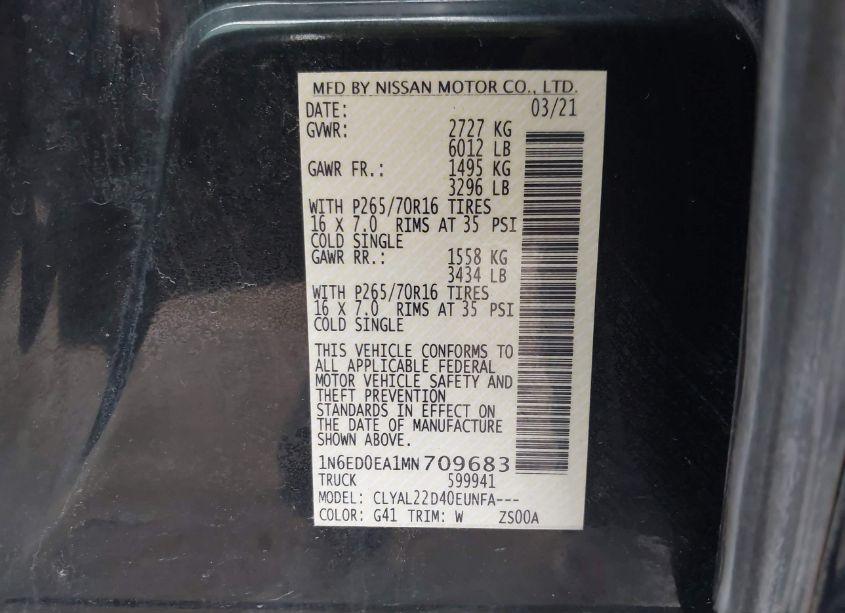 MFD BY NISSAN MOTOR CO., LTD.
DATE: 03/21
GVWR: 2727 KG
6012 LB
GAWR FR.: 1495 KG
3296 LB
WITH P265/70R16 TIRES
16 X 7.0 RIMS AT 35 PSI
COLD SINGLE
GAWR RR.: 1558 KG
3434 LB
WITH P265/70R16 TIRES
16 X 7.0 RIMS AT 35 PSI
COLD SINGLE
THIS VEHICLE CONFORMS TO
ALL APPLICABLE FEDERAL
MOTOR VEHICLE SAFETY AND
THEFT PREVENTION
STANDARDS IN EFFECT ON
THE DATE OF MANUFACTURE
SHOWN ABOVE.
1N6ED0EA1MN709683
TRUCK 599941
MODEL: CLYAL22D40EUNFA---
COLOR: G41 TRIM: W ZS00A